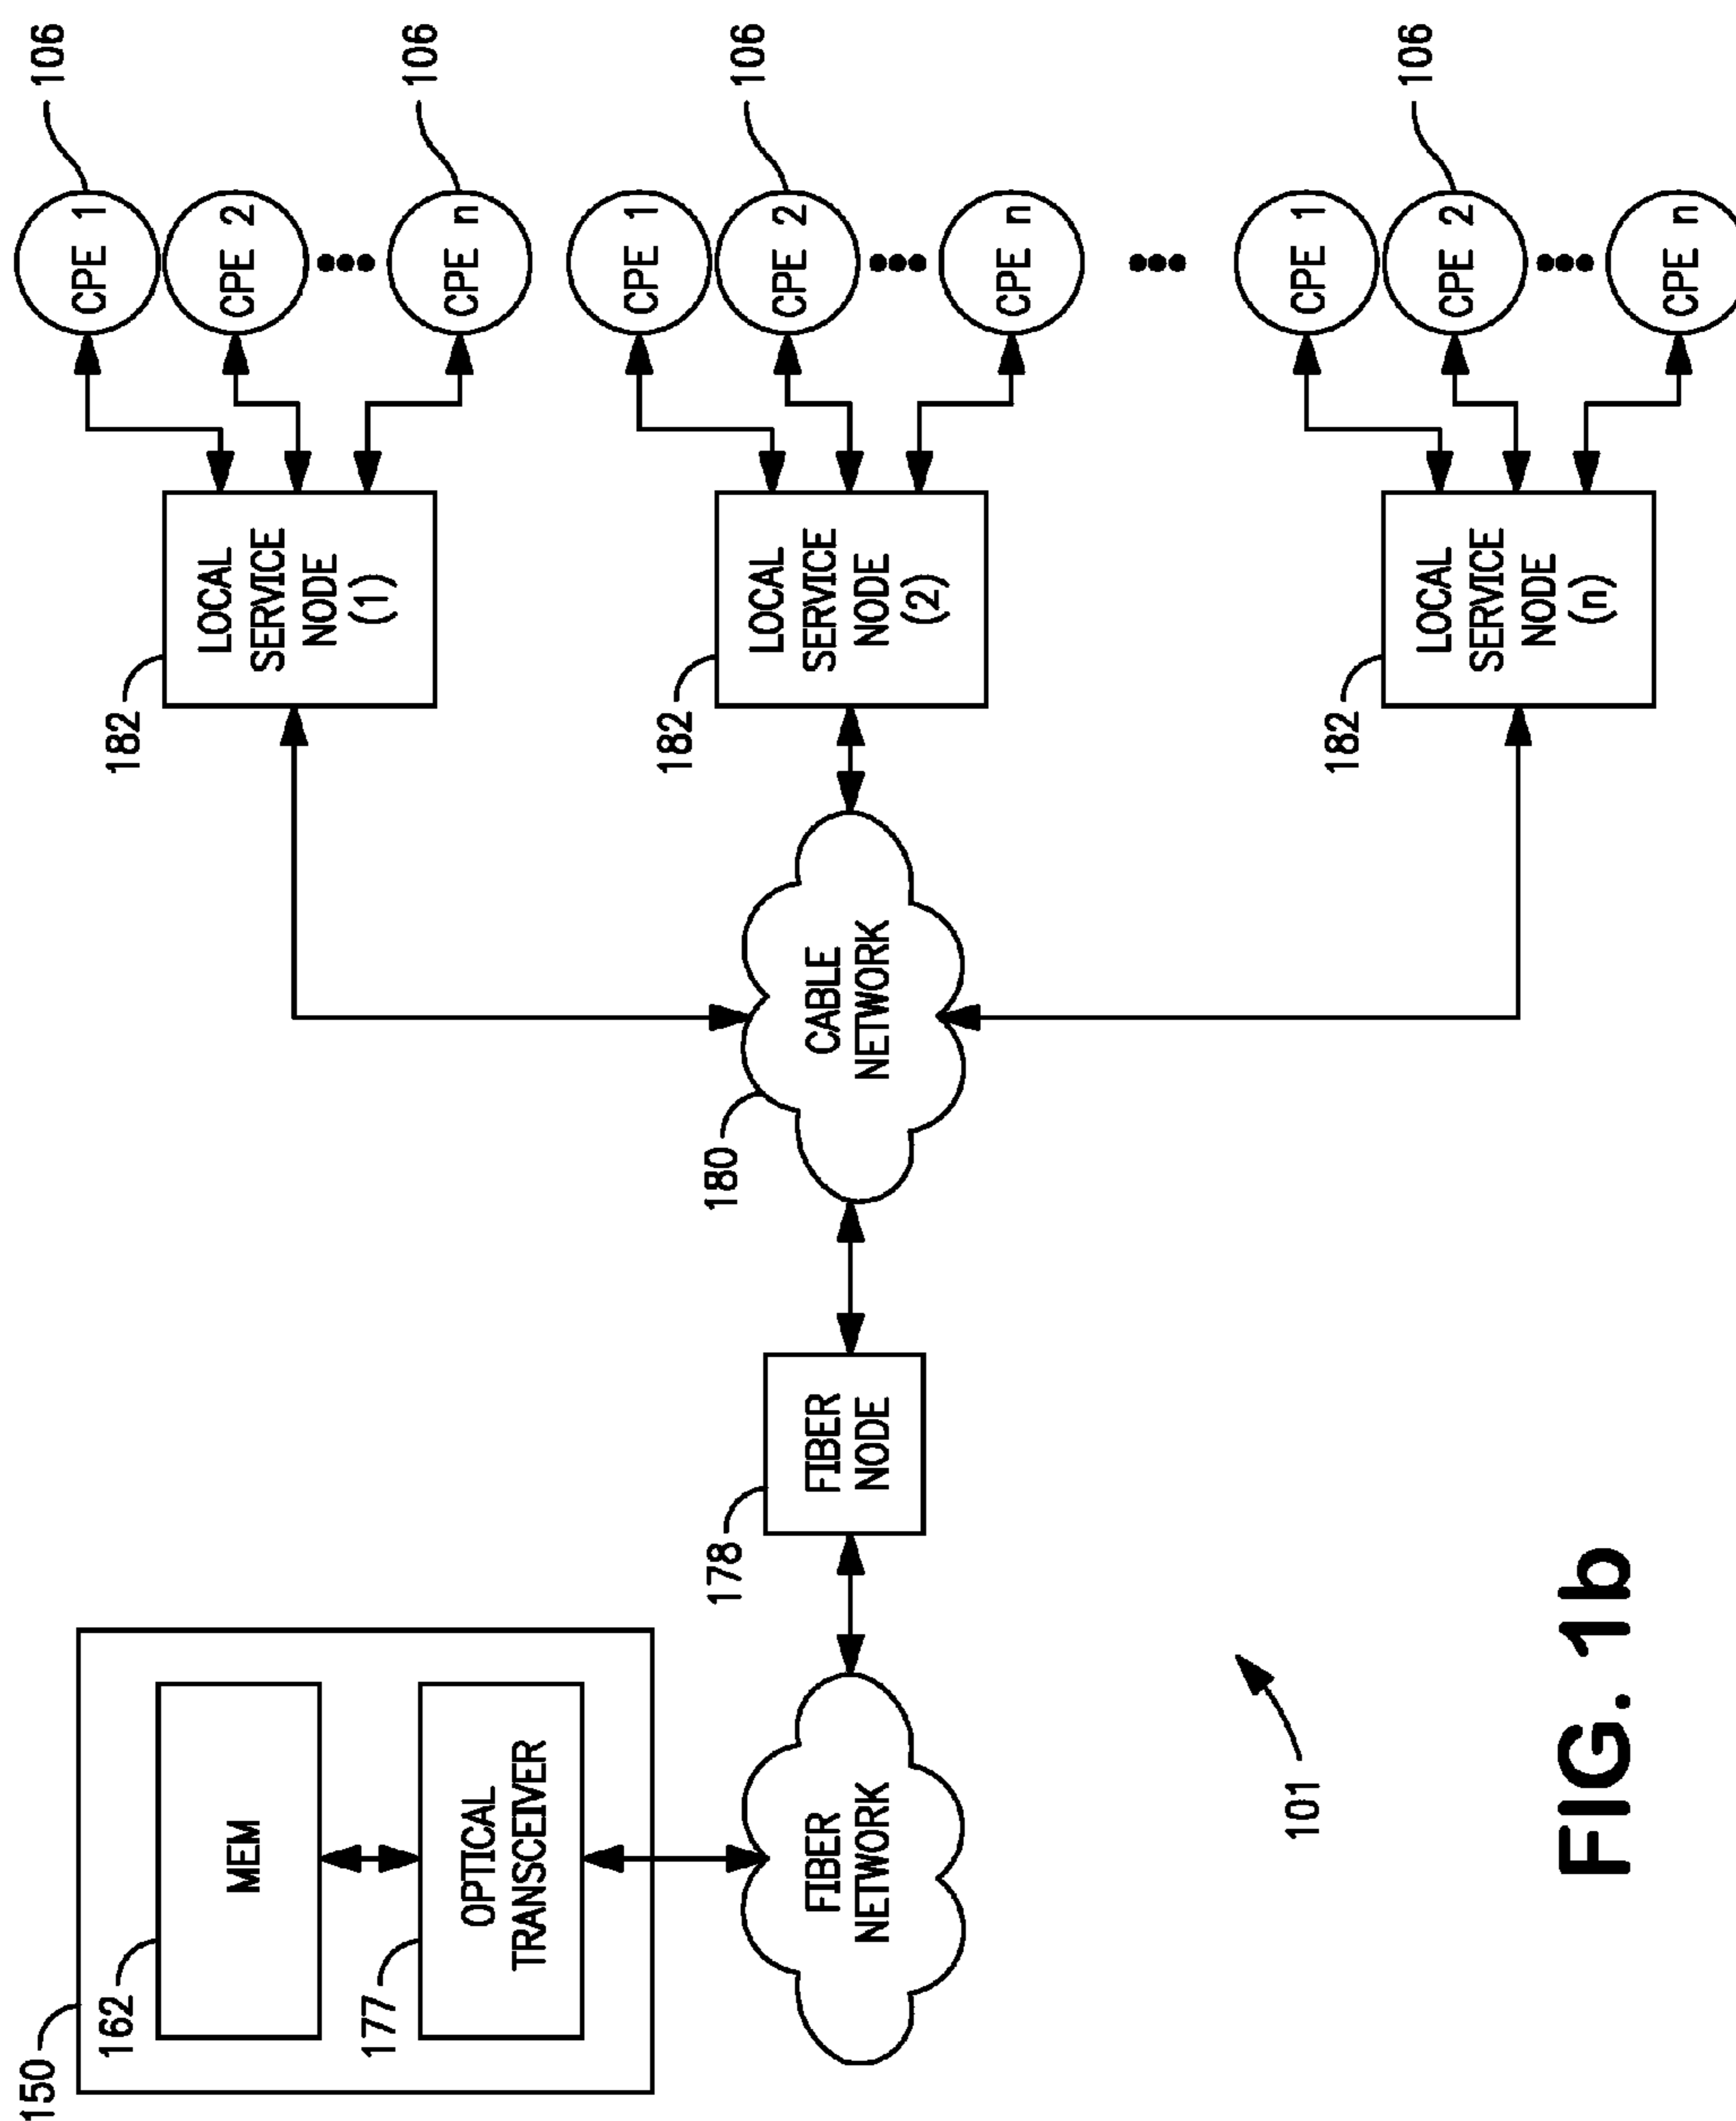 150
162
MEM
177
OPTICAL
TRANSCEIVER
FIBER
NETWORK
178
FIBER
NODE
180
CABLE
NETWORK
182
LOCAL
SERVICE
NODE
(1)
CPE 1
106
CPE 2
CPE n
106
182
LOCAL
SERVICE
NODE
(2)
CPE 1
CPE 2
106
CPE n
182
LOCAL
SERVICE
NODE
(n)
CPE 1
CPE 2
106
CPE n
101
FIG. 1b